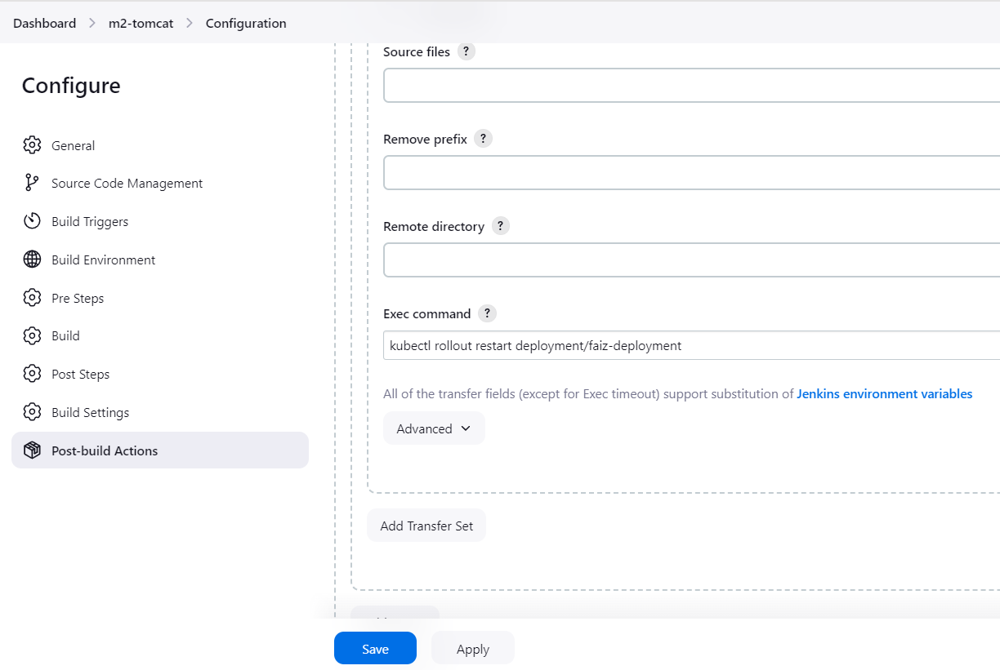 Dashboard > m2-tomcat > Configuration
Configure
General
Source Code Management
Build Triggers
Build Environment
Pre Steps
Build
Post Steps
Build Settings
Post-build Actions
Source files ?
Remove prefix ?
Remote directory ?
Exec command ?
kubectl rollout restart deployment/faiz-deployment
All of the transfer fields (except for Exec timeout) support substitution of Jenkins environment variables
Advanced
Add Transfer Set
Save
Apply